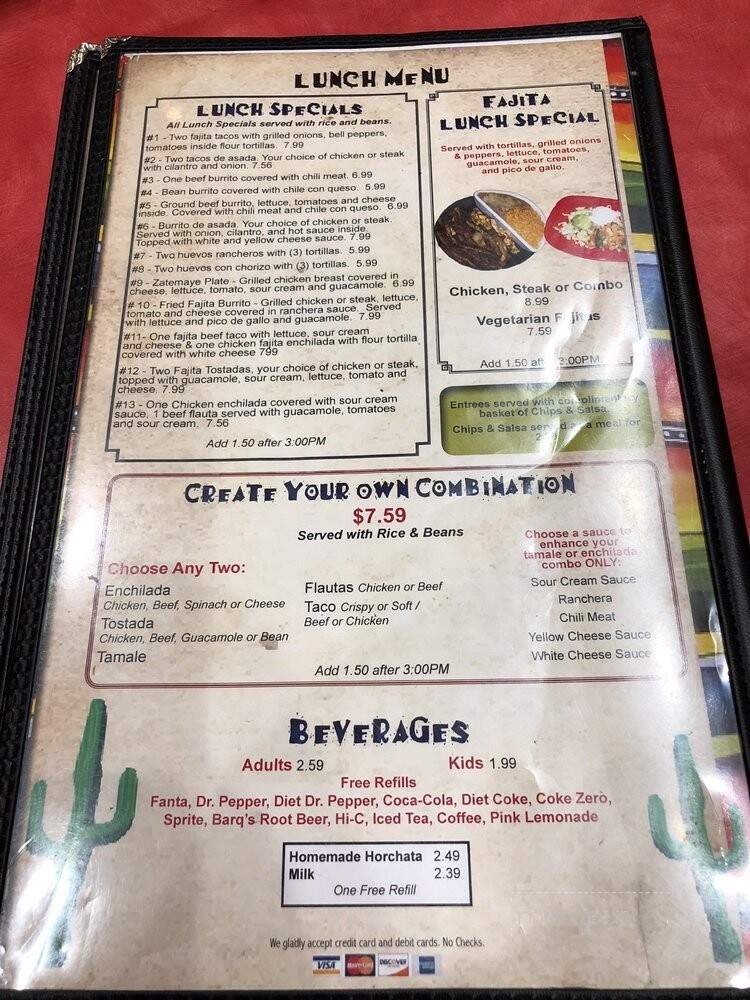 LUNCH MENU
LUNCH SPECIALS
All Lunch Specials served with rice and beans.
#1 - Two fajita tacos with grilled onions, bell peppers,
tomatoes inside flour tortillas. 7.99
#2 - Two tacos de asada. Your choice of chicken or steak
with cilantro and onion. 7.56
#3 - One beef burrito covered with chili meat. 6.99
#4 - Bean burrito covered with chile con queso. 5.99
#5 - Ground beef burrito, lettuce, tomatoes and cheese
inside. Covered with chili meat and chile con queso. 6.99
#6 - Burrito de asada. Your choice of chicken or steak.
Served with onion, cilantro, and hot sauce inside.
Topped with white and yellow cheese sauce. 7.99
#7 - Two huevos rancheros with (3) tortillas. 5.99
#8 - Two huevos con chorizo with (3) tortillas. 5.99
#9 - Zatemaye Plate - Grilled chicken breast covered in
cheese, lettuce, tomato, sour cream and guacamole. 6.99
# 10 - Fried Fajita Burrito - Grilled chicken or steak, lettuce,
tomato and cheese covered in ranchera sauce. Served
with lettuce and pico de gallo and guacamole. 7.99
#11- One fajita beef taco with lettuce, sour cream
and cheese & one chicken fajita enchilada with flour tortilla
covered with white cheese 799
#12 - Two Fajita Tostadas, your choice of chicken or steak,
topped with guacamole, sour cream, lettuce, tomato and
cheese. 7.99
#13 - One Chicken enchilada covered with sour cream
sauce, 1 beef flauta served with guacamole, tomatoes
and sour cream. 7.56
Add 1.50 after 3:00PM
FAJITA
LUNCH SPECIAL
Served with tortillas, grilled onions
& peppers, lettuce, tomatoes,
guacamole, sour cream,
and pico de gallo.
Chicken, Steak or Combo
8.99
Vegetarian Fajitas
7.59
Add 1.50 after 3:00PM
Entrees served with complimentary
basket of Chips & Salsa.
Chips & Salsa served as a meal for
CREATE YOUR OWN COMBINATION
$7.59
Served with Rice & Beans
Choose Any Two:
Enchilada
Chicken, Beef, Spinach or Cheese
Tostada
Chicken, Beef, Guacamole or Bean
Tamale
Flautas Chicken or Beef
Taco Crispy or Soft /
Beef or Chicken
Choose a sauce to
enhance your
tamale or enchilada
combo ONLY:
Sour Cream Sauce
Ranchera
Chili Meat
Yellow Cheese Sauce
White Cheese Sauce
Add 1.50 after 3:00PM
BEVERAGES
Adults 2.59 Kids 1.99
Free Refills
Fanta, Dr. Pepper, Diet Dr. Pepper, Coca-Cola, Diet Coke, Coke Zero,
Sprite, Barq's Root Beer, Hi-C, Iced Tea, Coffee, Pink Lemonade
Homemade Horchata 2.49
Milk 2.39
One Free Refill
We gladly accept credit card and debit cards. No Checks.
VISA MasterCard DISCOVER